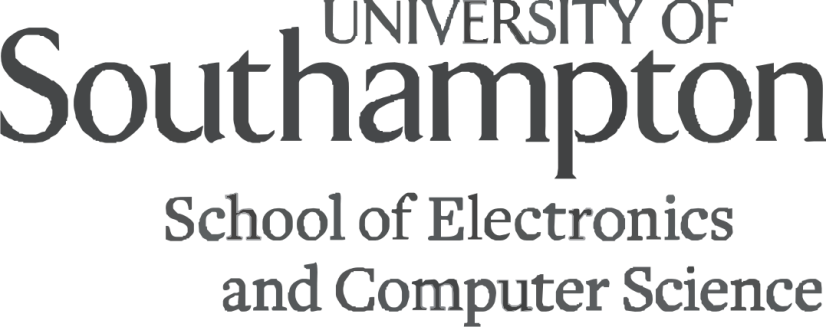 UNIVERSITY OF
Southampton
School of Electronics
and Computer Science